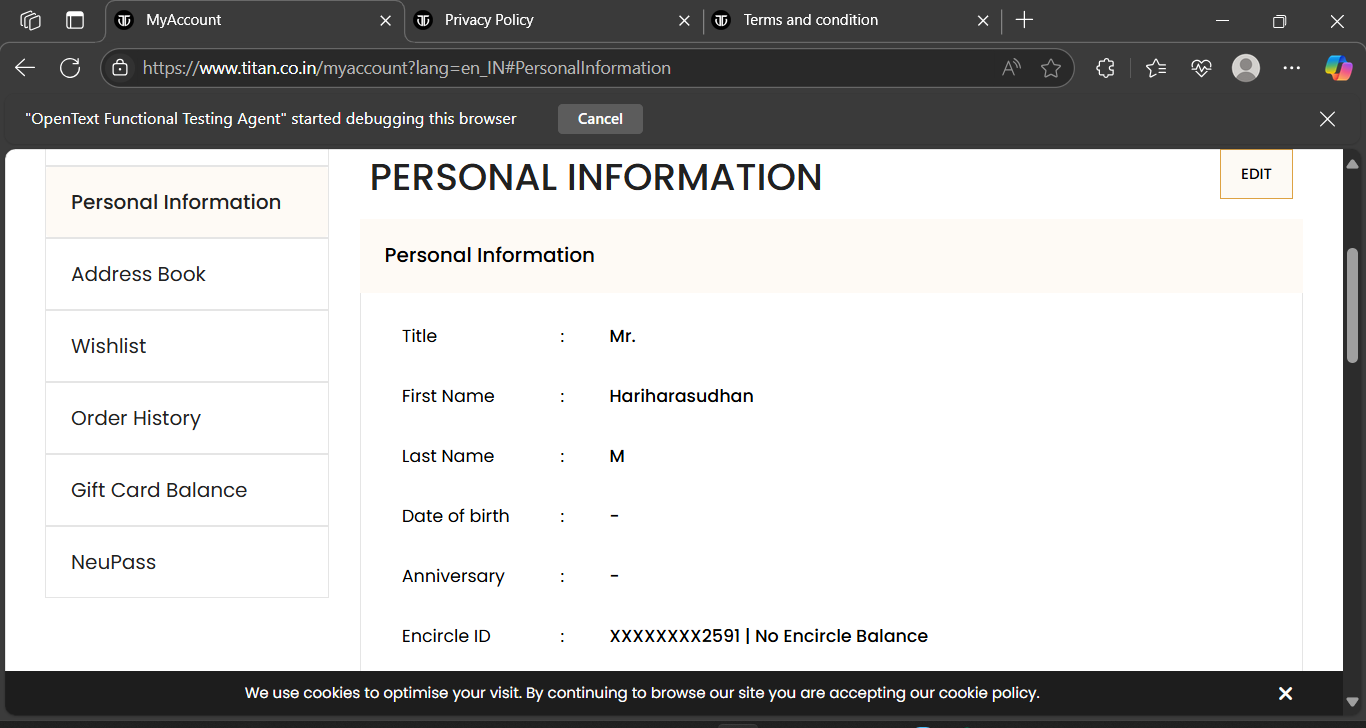 MyAccount
Privacy Policy
Terms and condition
https://www.titan.co.in/myaccount?lang=en_IN#PersonalInformation
"OpenText Functional Testing Agent" started debugging this browser
Cancel
PERSONAL INFORMATION
EDIT
Personal Information
Address Book
Wishlist
Order History
Gift Card Balance
NeuPass
Personal Information
Title : Mr.
First Name : Hariharasudhan
Last Name : M
Date of birth : -
Anniversary : -
Encircle ID : XXXXXXXX2591 | No Encircle Balance
We use cookies to optimise your visit. By continuing to browse our site you are accepting our cookie policy.